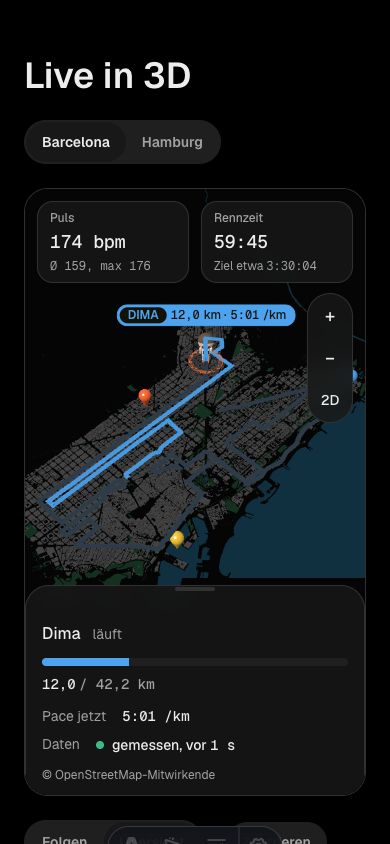 Live in 3D
Barcelona Hamburg
Puls
174 bpm
Ø 159, max 176
Rennzeit
59:45
Ziel etwa 3:30:04
DIMA 12,0 km · 5:01 /km
+
−
2D
Dima läuft
12,0 / 42,2 km
Pace jetzt 5:01 /km
Daten gemessen, vor 1 s
© OpenStreetMap-Mitwirkende
Folgen